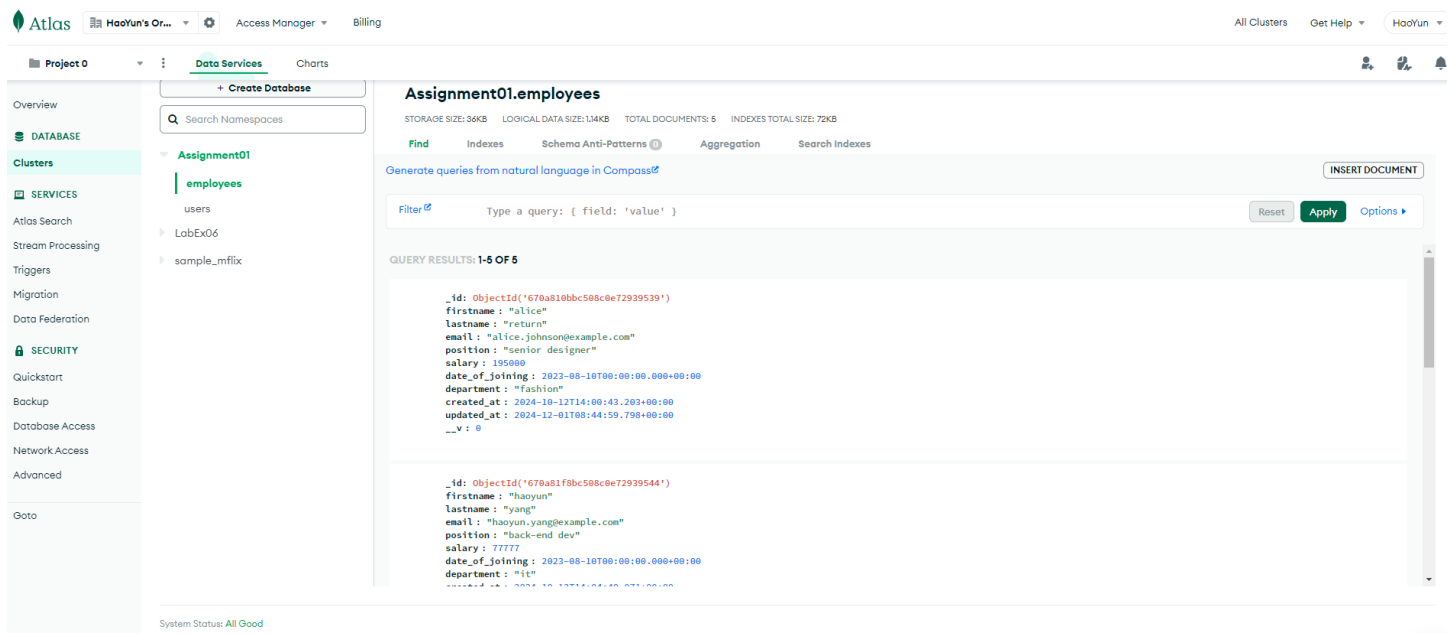 Atlas HaoYun's Or... Access Manager Billing All Clusters Get Help HaoYun
Project 0 Data Services Charts
Overview
DATABASE
Clusters
SERVICES
Atlas Search
Stream Processing
Triggers
Migration
Data Federation
SECURITY
Quickstart
Backup
Database Access
Network Access
Advanced
Goto
+ Create Database
Search Namespaces
Assignment01
employees
users
LabEx06
sample_mflix
Assignment01.employees
STORAGE SIZE: 36KB LOGICAL DATA SIZE: 1.14KB TOTAL DOCUMENTS: 5 INDEXES TOTAL SIZE: 72KB
Find Indexes Schema Anti-Patterns 0 Aggregation Search Indexes
Generate queries from natural language in Compass
INSERT DOCUMENT
Filter Type a query: { field: 'value' } Reset Apply Options
QUERY RESULTS: 1-5 OF 5
_id: ObjectId('670a810bbc508c0e72939539')
firstname : "alice"
lastname : "return"
email : "alice.johnson@example.com"
position : "senior designer"
salary : 195000
date_of_joining : 2023-08-10T00:00:00.000+00:00
department : "fashion"
created_at : 2024-10-12T14:00:43.203+00:00
updated_at : 2024-12-01T08:44:59.798+00:00
__v : 0
_id: ObjectId('670a81f8bc508c0e72939544')
firstname : "haoyun"
lastname : "yang"
email : "haoyun.yang@example.com"
position : "back-end dev"
salary : 77777
date_of_joining : 2023-08-10T00:00:00.000+00:00
department : "it"
System Status: All Good